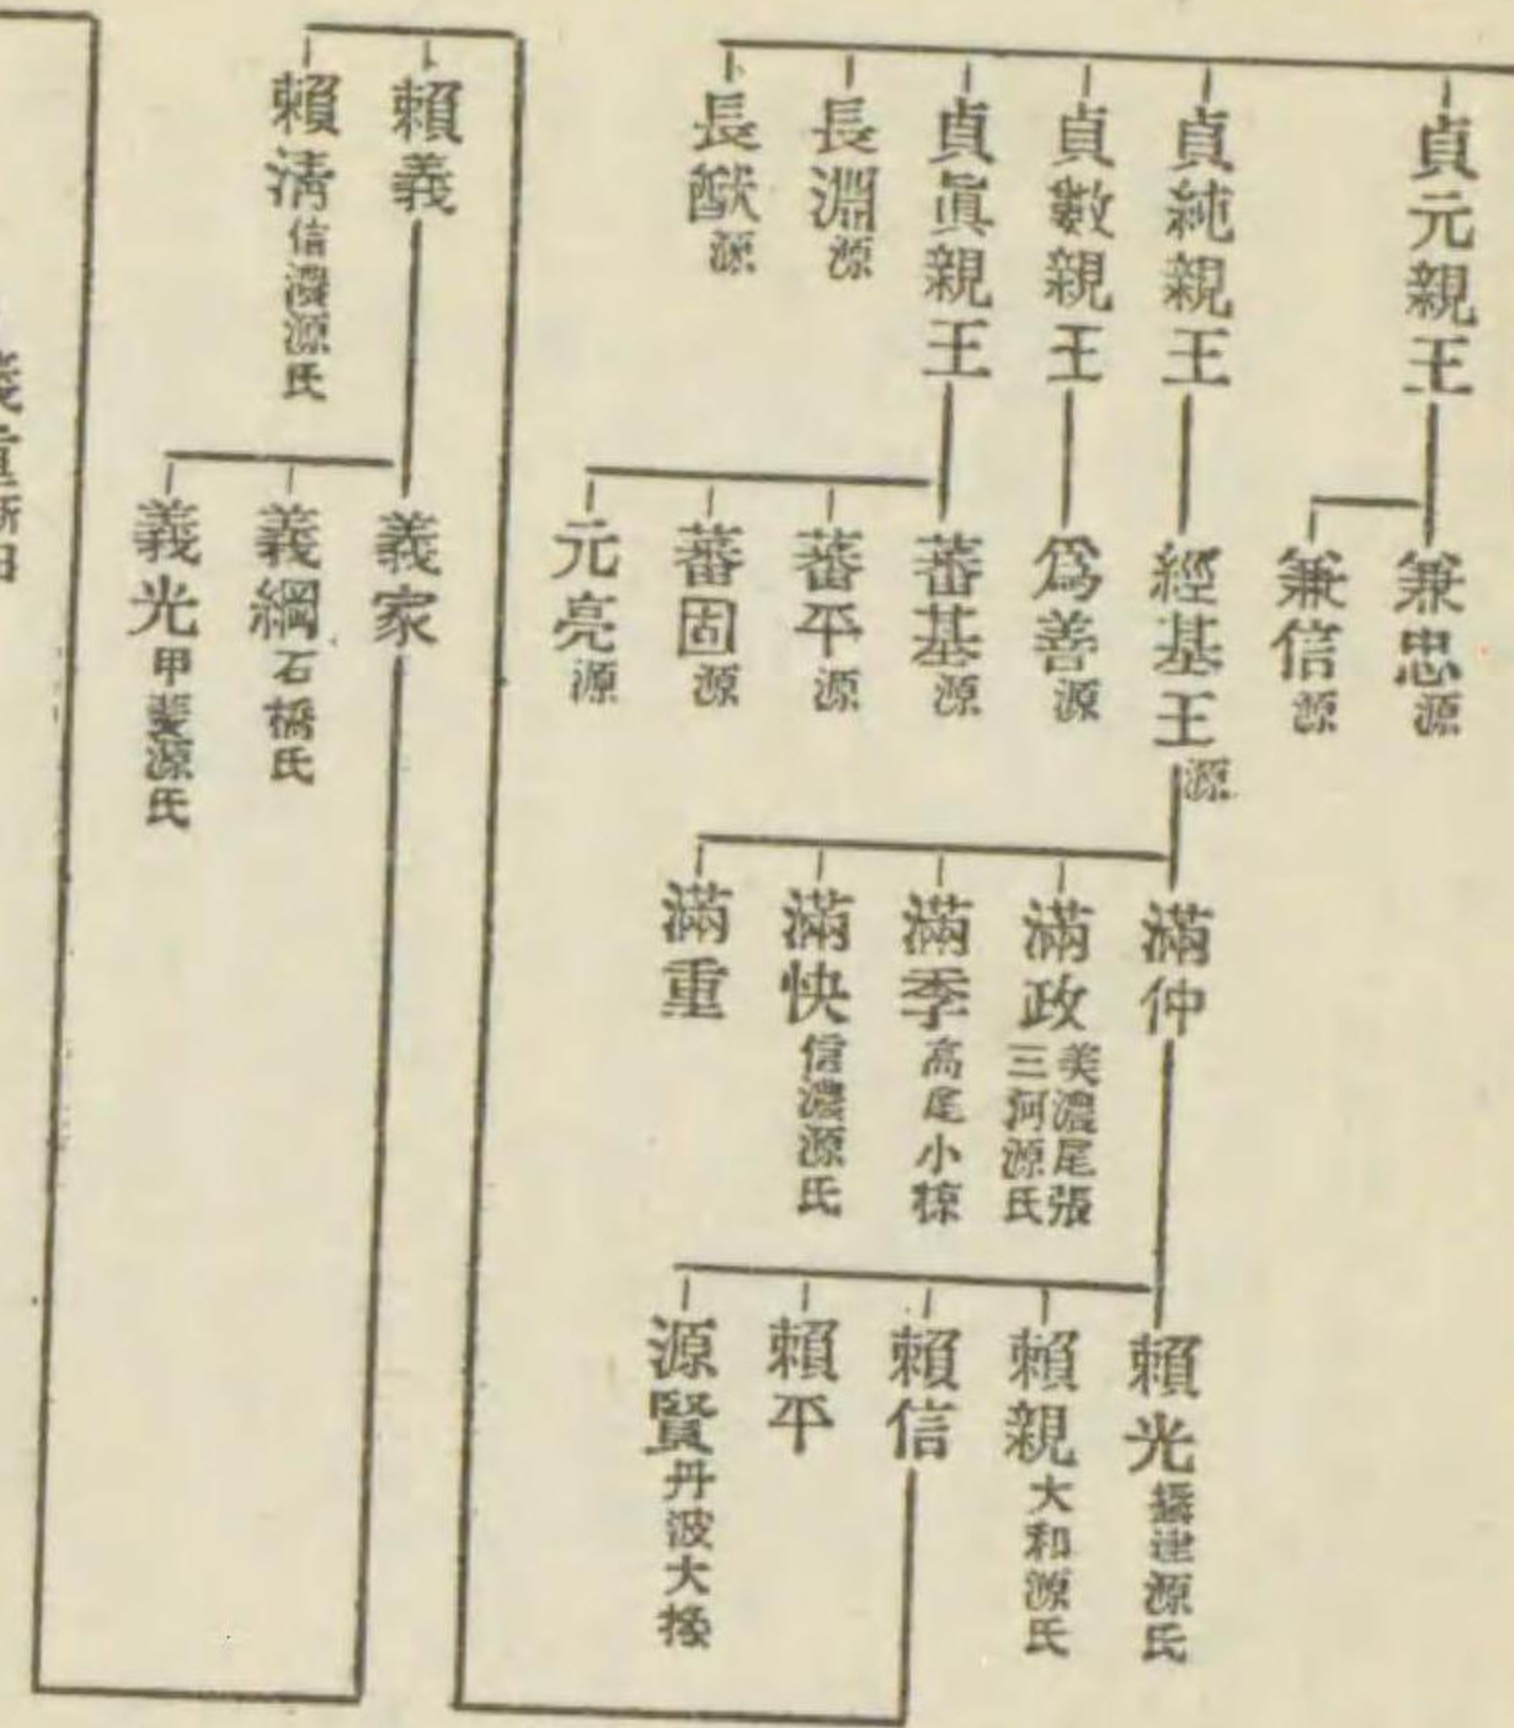 貞元親王
兼忠源
兼信源
貞純親王
經基王源
滿仲
賴光攝津源氏
賴親大和源氏
賴信
賴平
源賢丹波大掾
滿政美濃尾張三河源氏
滿季高屋小椋
滿快信濃源氏
滿重
貞數親王
爲善源
貞眞親王
蕃基源
蕃平源
蕃固源
元亮源
長淵源
長猷源
賴義
義家
義綱石橋氏
義光甲斐源氏
賴淸信濃源氏
義重新田